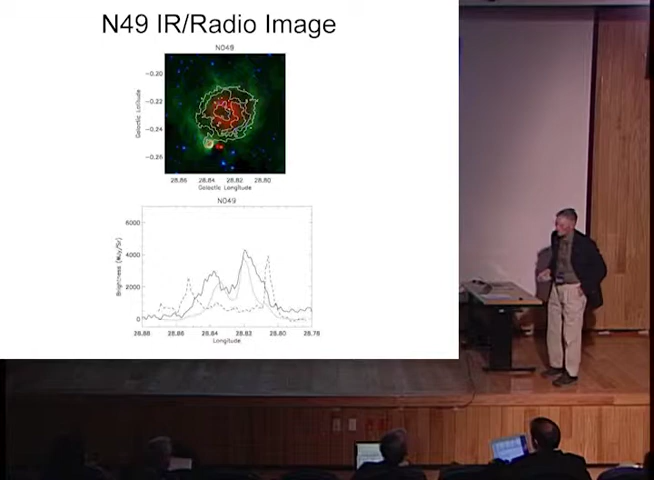 N49 IR/Radio Image
N049
-0.20
-0.22
-0.24
-0.26
Galactic Latitude
28.86 28.84 28.82 28.80
Galactic Longitude
N049
6000
4000
2000
0
Brightness (MJy/Sr)
28.88 28.86 28.84 28.82 28.80 28.78
Longitude